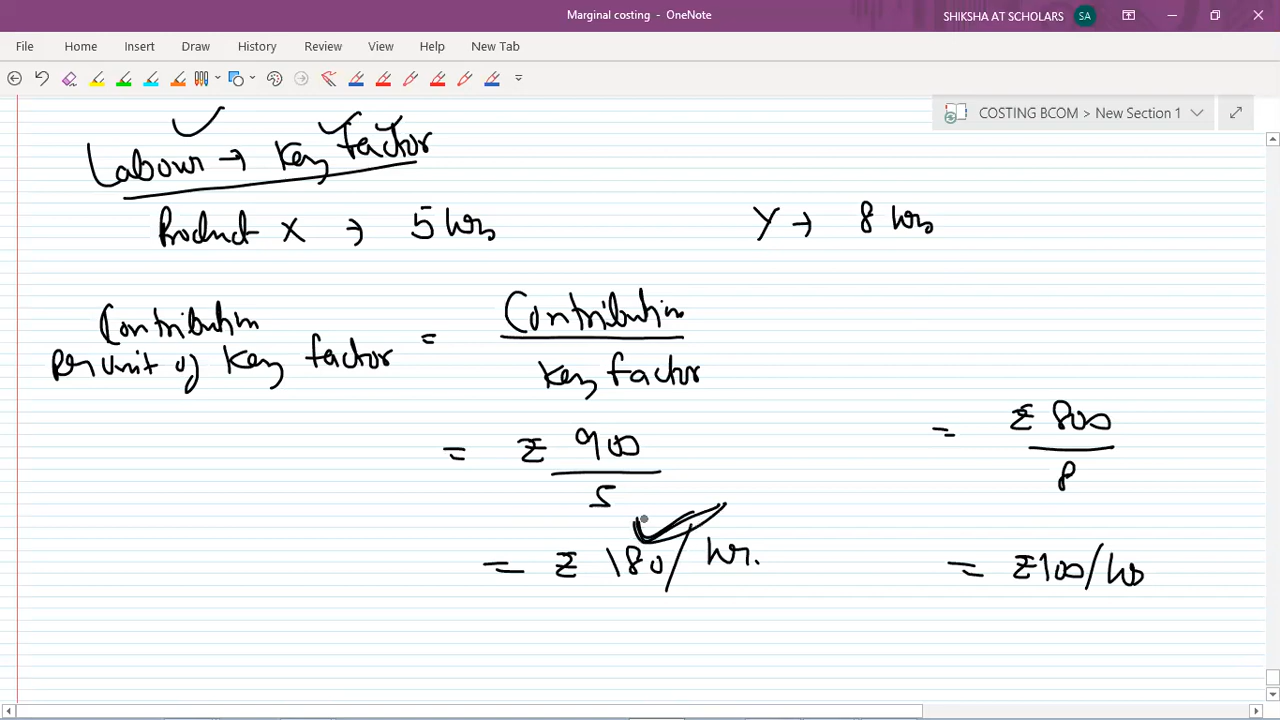 Marginal costing - OneNote
SHIKSHA AT SCHOLARS SA
File Home Insert Draw History Review View Help New Tab
COSTING BCOM > New Section 1
Labour → Key factor
Product X → 5 hrs Y → 8 hrs
Contribution per unit of Key factor = Contribution / Key factor
= ₹ 900 / 5 = ₹ 800 / 8
= ₹ 180/hr. = ₹100/hr